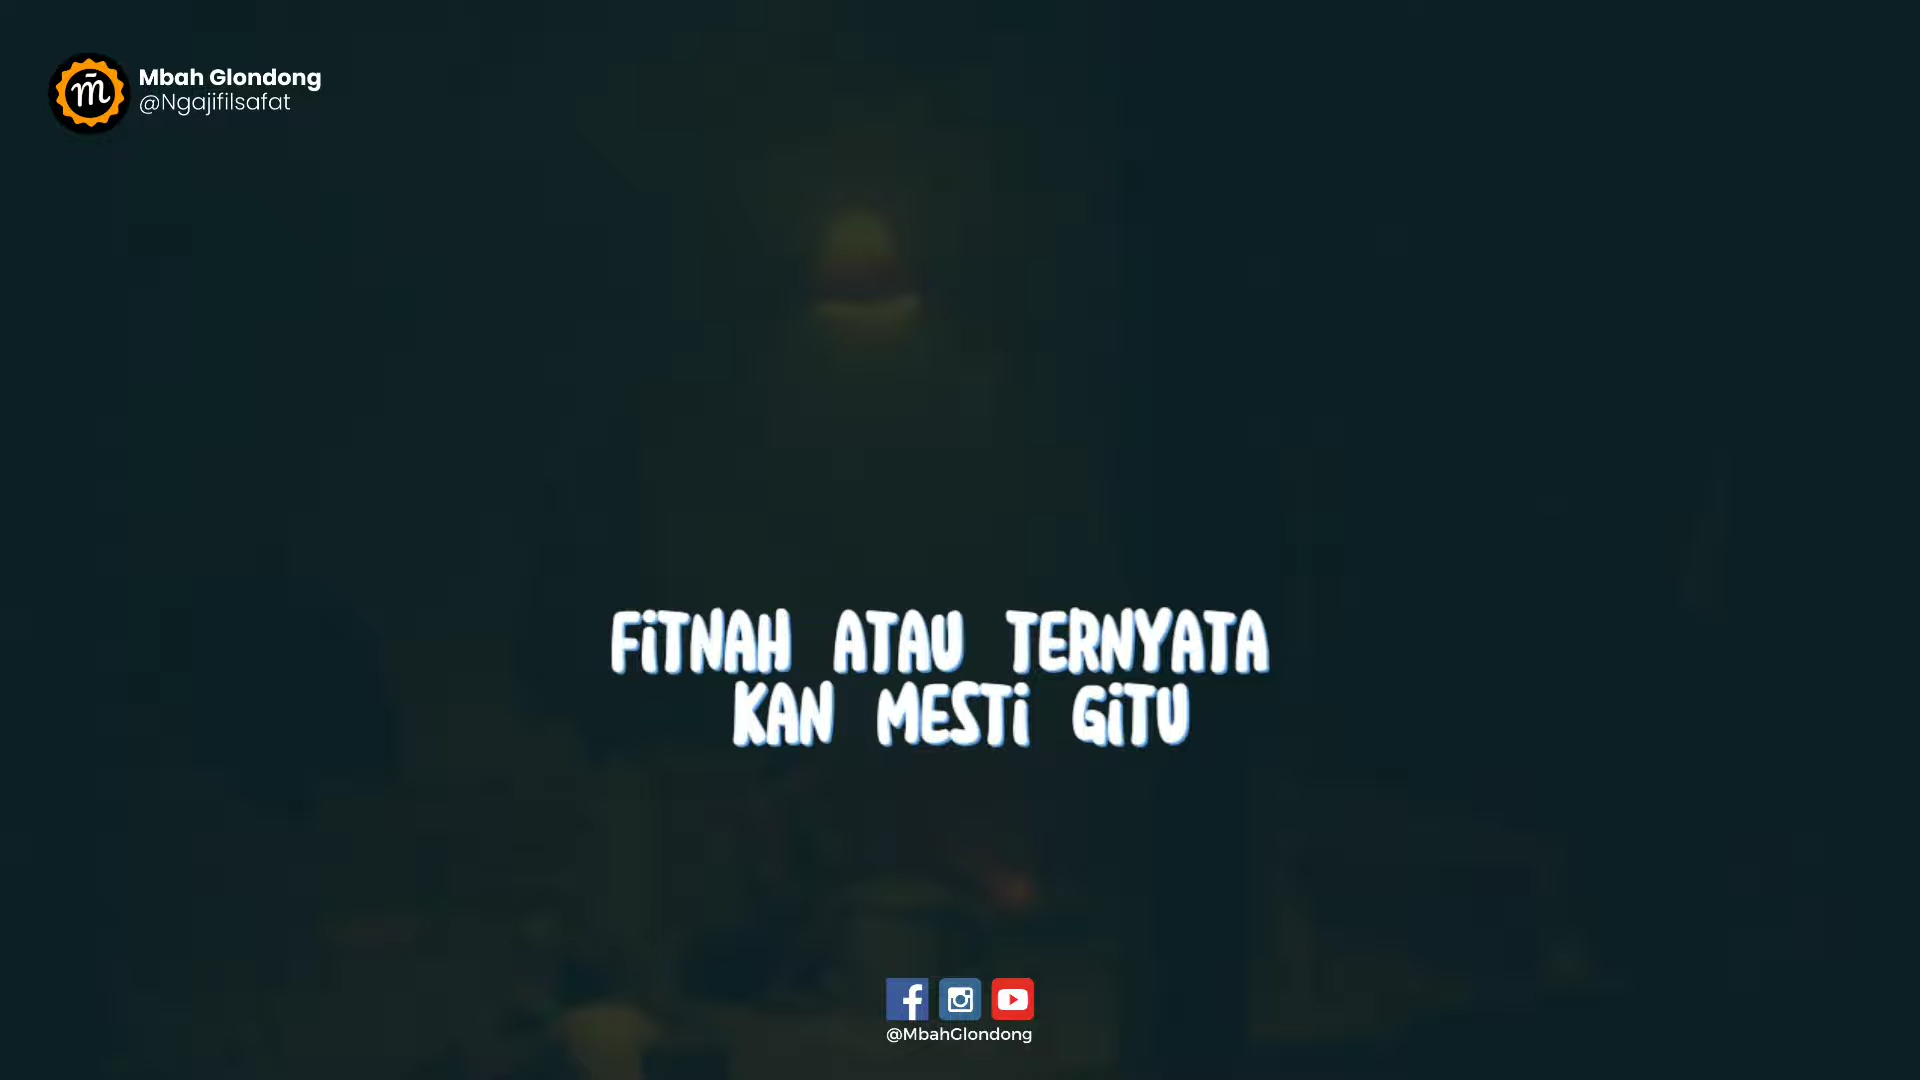 Mbah Glondong
@Ngajifilsafat
FiTNAH ATAU TERNYATA
KAN MESTi GiTU
@MbahGlondong